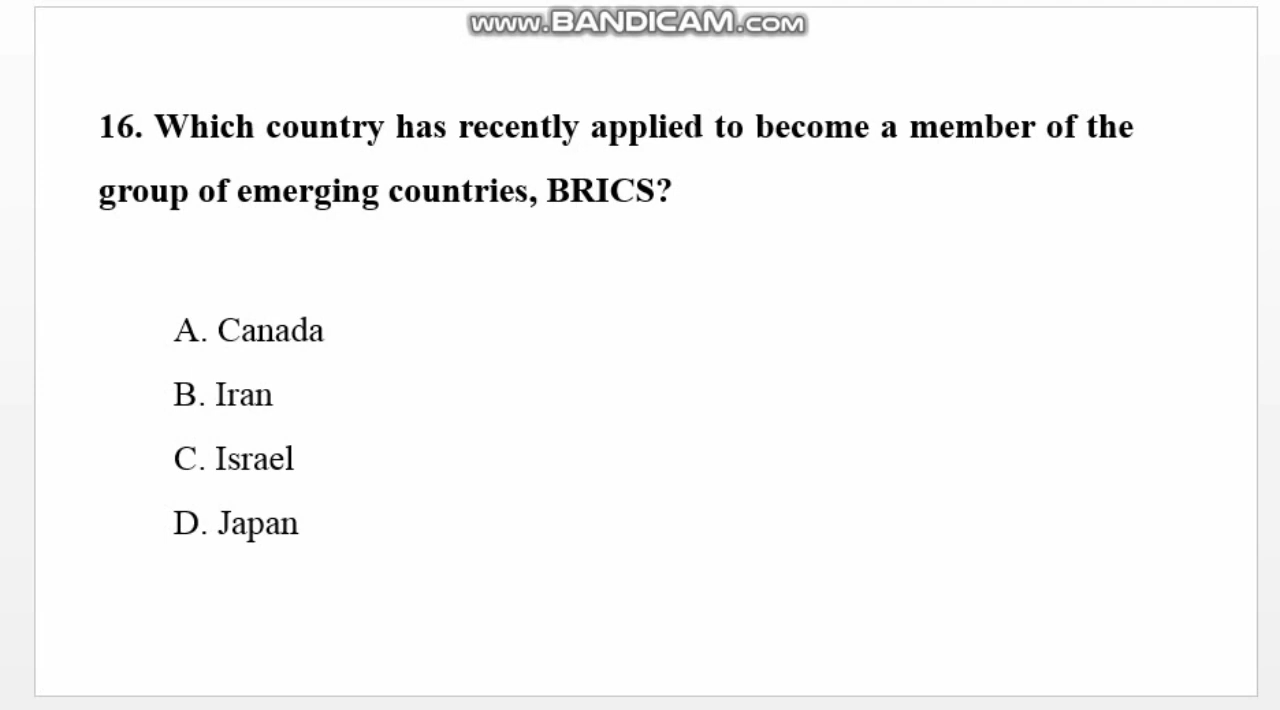 www.BANDICAM.com
16. Which country has recently applied to become a member of the
group of emerging countries, BRICS?
A. Canada
B. Iran
C. Israel
D. Japan